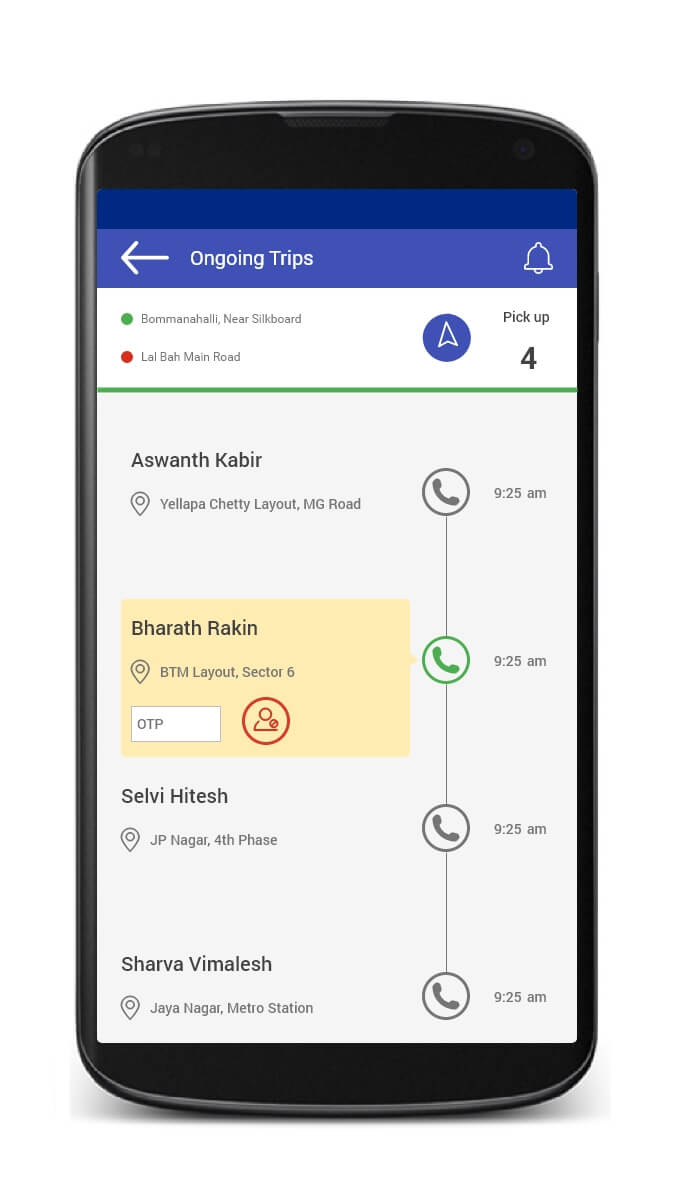 Ongoing Trips
Bommanahalli, Near Silkboard
Lal Bah Main Road
Pick up
4
Aswanth Kabir
Yellapa Chetty Layout, MG Road
9:25 am
Bharath Rakin
BTM Layout, Sector 6
9:25 am
OTP
Selvi Hitesh
JP Nagar, 4th Phase
9:25 am
Sharva Vimalesh
Jaya Nagar, Metro Station
9:25 am